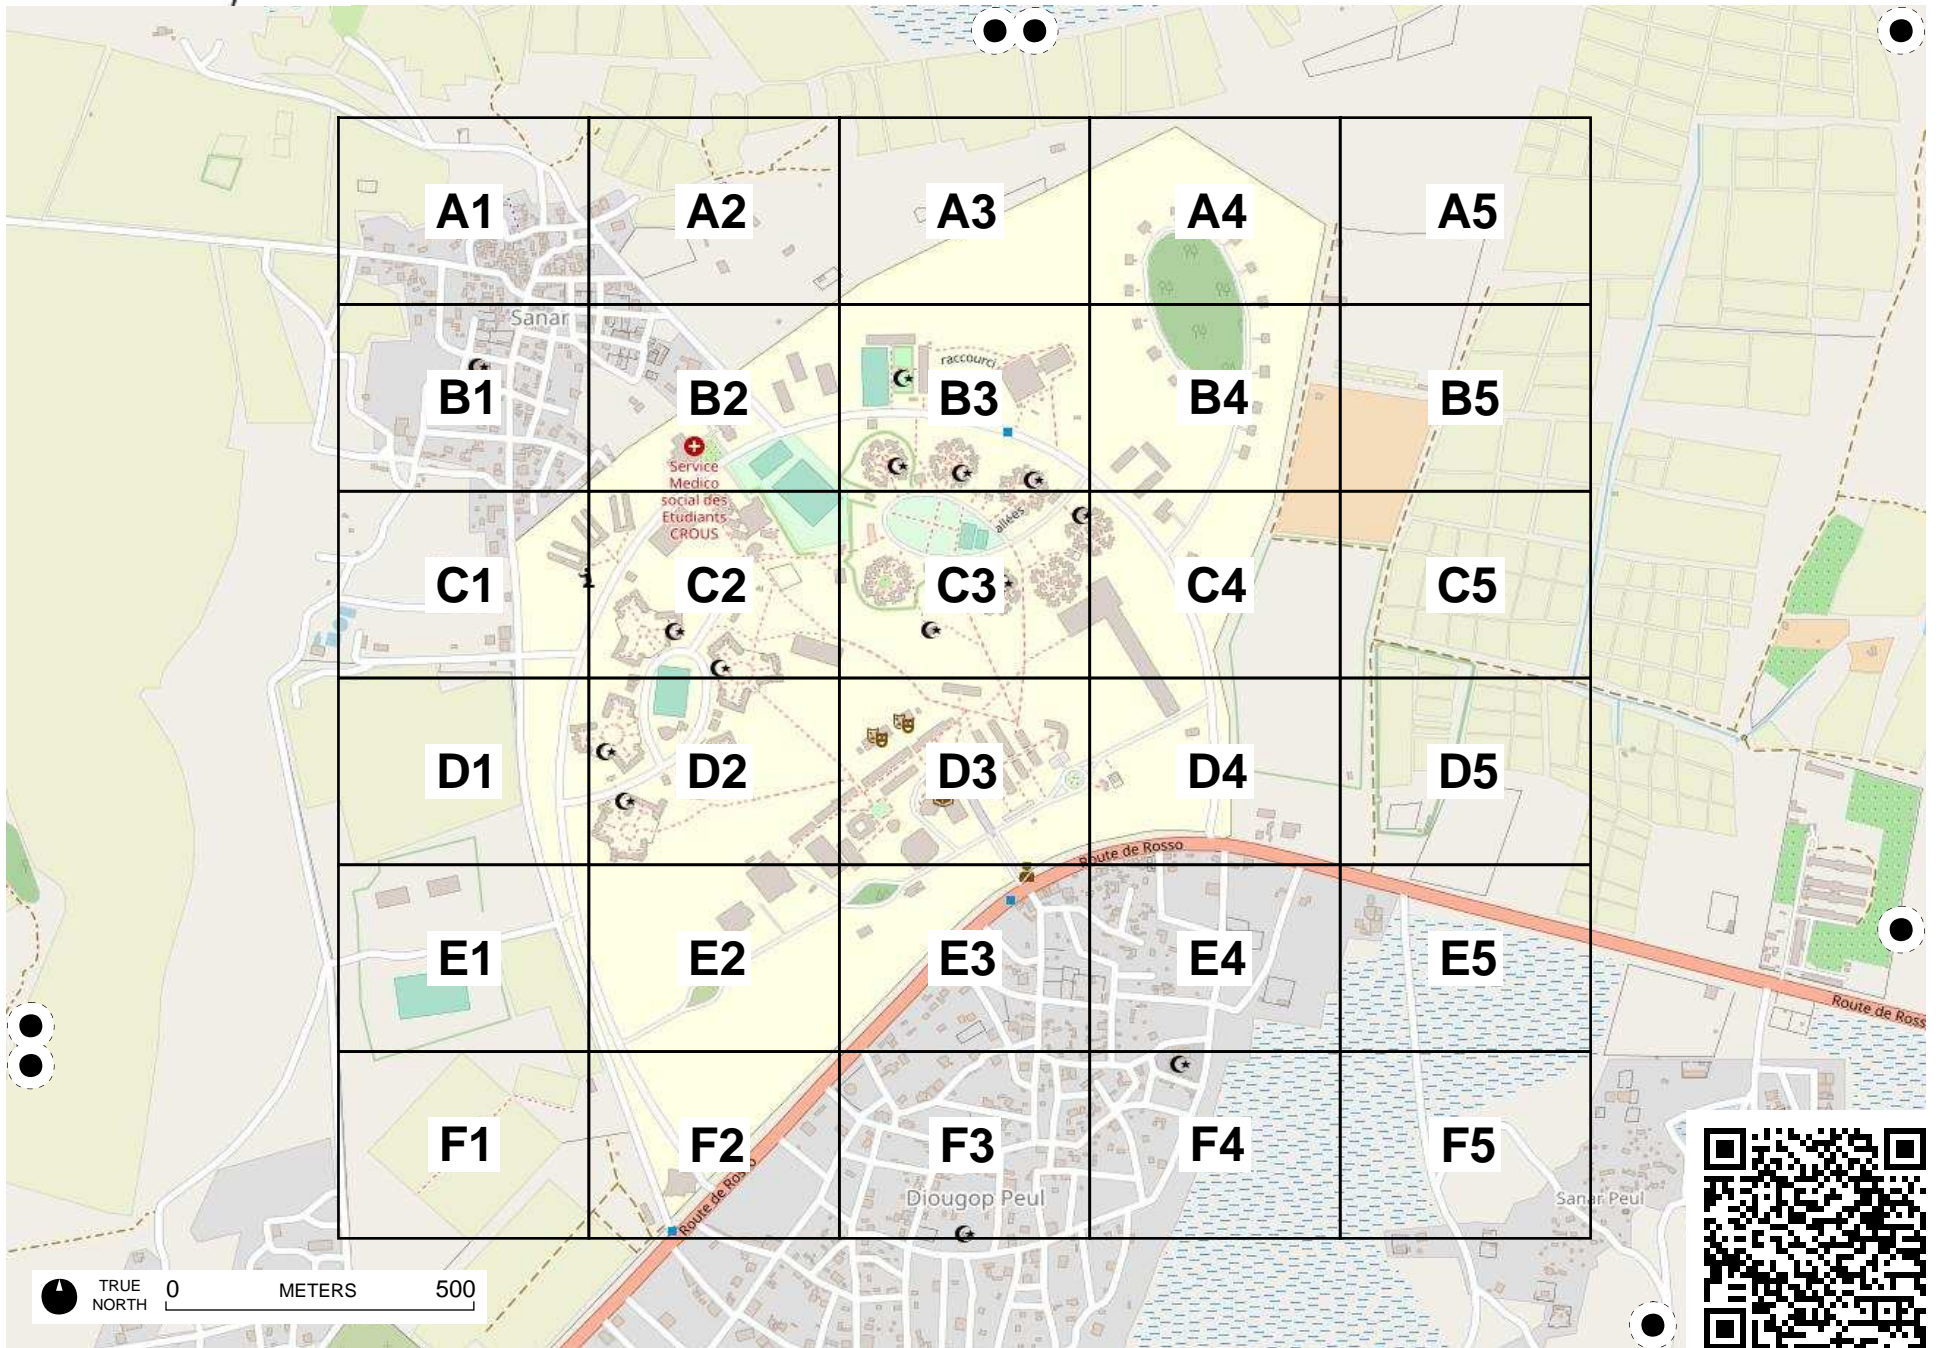 A1
A2
A3
A4
A5
Sanar
raccourci
B1
B2
B3
B4
B5
Service
Medico
social des
Etudiants
CROUS
allées
C1
C2
C3
C4
C5
D1
D2
D3
D4
D5
Route de Rosso
E1
E2
E3
E4
E5
Route de Ross
F1
F2
F3
F4
F5
Route de Rosso
Diougop Peul
Sanar Peul
TRUE
NORTH
0 METERS 500